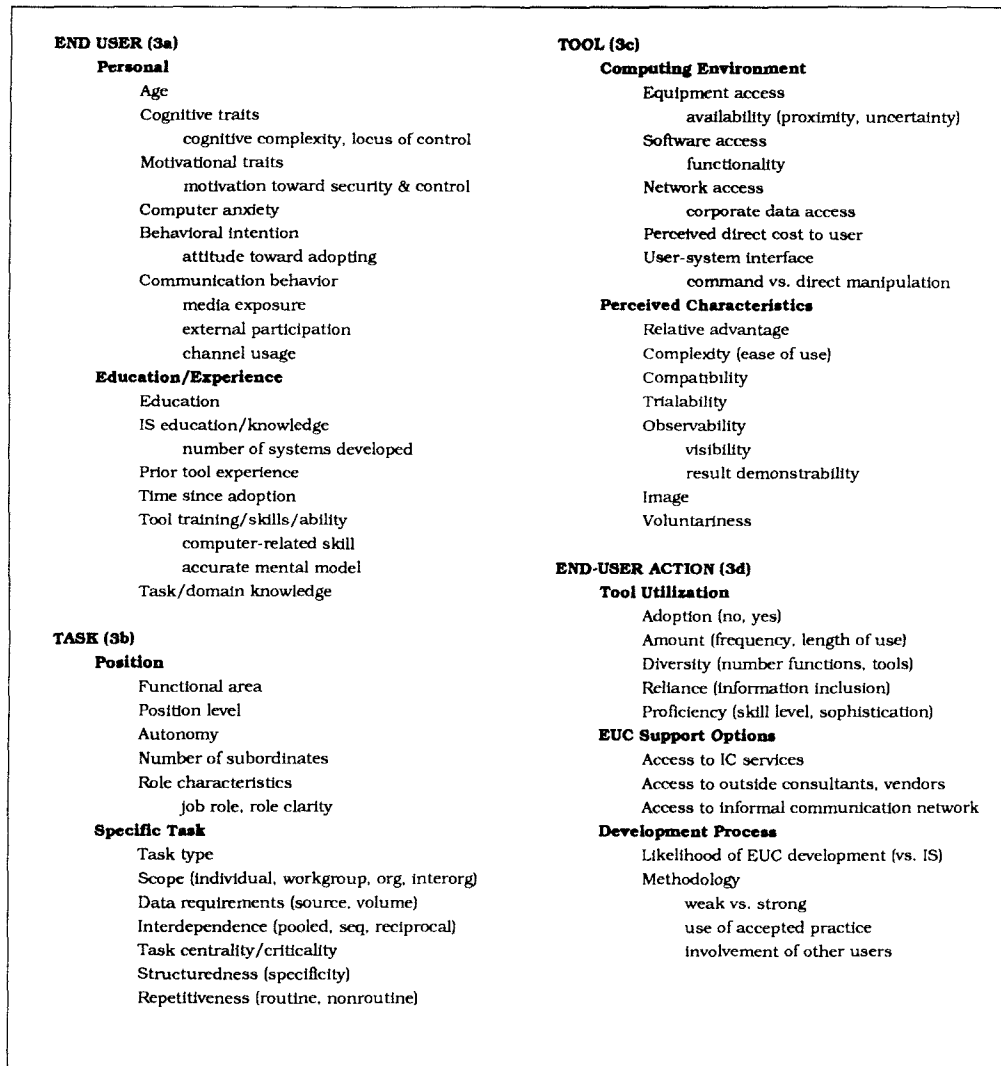 END USER (3a)
Personal
Age
Cognitive traits
cognitive complexity, locus of control
Motivational traits
motivation toward security & control
Computer anxiety
Behavioral intention
attitude toward adopting
Communication behavior
media exposure
external participation
channel usage
Education/Experience
Education
IS education/knowledge
number of systems developed
Prior tool experience
Time since adoption
Tool training/skills/ability
computer-related skill
accurate mental model
Task/domain knowledge
TASK (3b)
Position
Functional area
Position level
Autonomy
Number of subordinates
Role characteristics
job role, role clarity
Specific Task
Task type
Scope (individual, workgroup, org, interorg)
Data requirements (source, volume)
Interdependence (pooled, seq, reciprocal)
Task centrality/criticality
Structuredness (specificity)
Repetitiveness (routine, nonroutine)
TOOL (3c)
Computing Environment
Equipment access
availability (proximity, uncertainty)
Software access
functionality
Network access
corporate data access
Perceived direct cost to user
User-system interface
command vs. direct manipulation
Perceived Characteristics
Relative advantage
Complexity (ease of use)
Compatibility
Trialability
Observability
visibility
result demonstrability
Image
Voluntariness
END-USER ACTION (3d)
Tool Utilization
Adoption (no, yes)
Amount (frequency, length of use)
Diversity (number functions, tools)
Reliance (information inclusion)
Proficiency (skill level, sophistication)
EUC Support Options
Access to IC services
Access to outside consultants, vendors
Access to informal communication network
Development Process
Likelihood of EUC development (vs. IS)
Methodology
weak vs. strong
use of accepted practice
involvement of other users